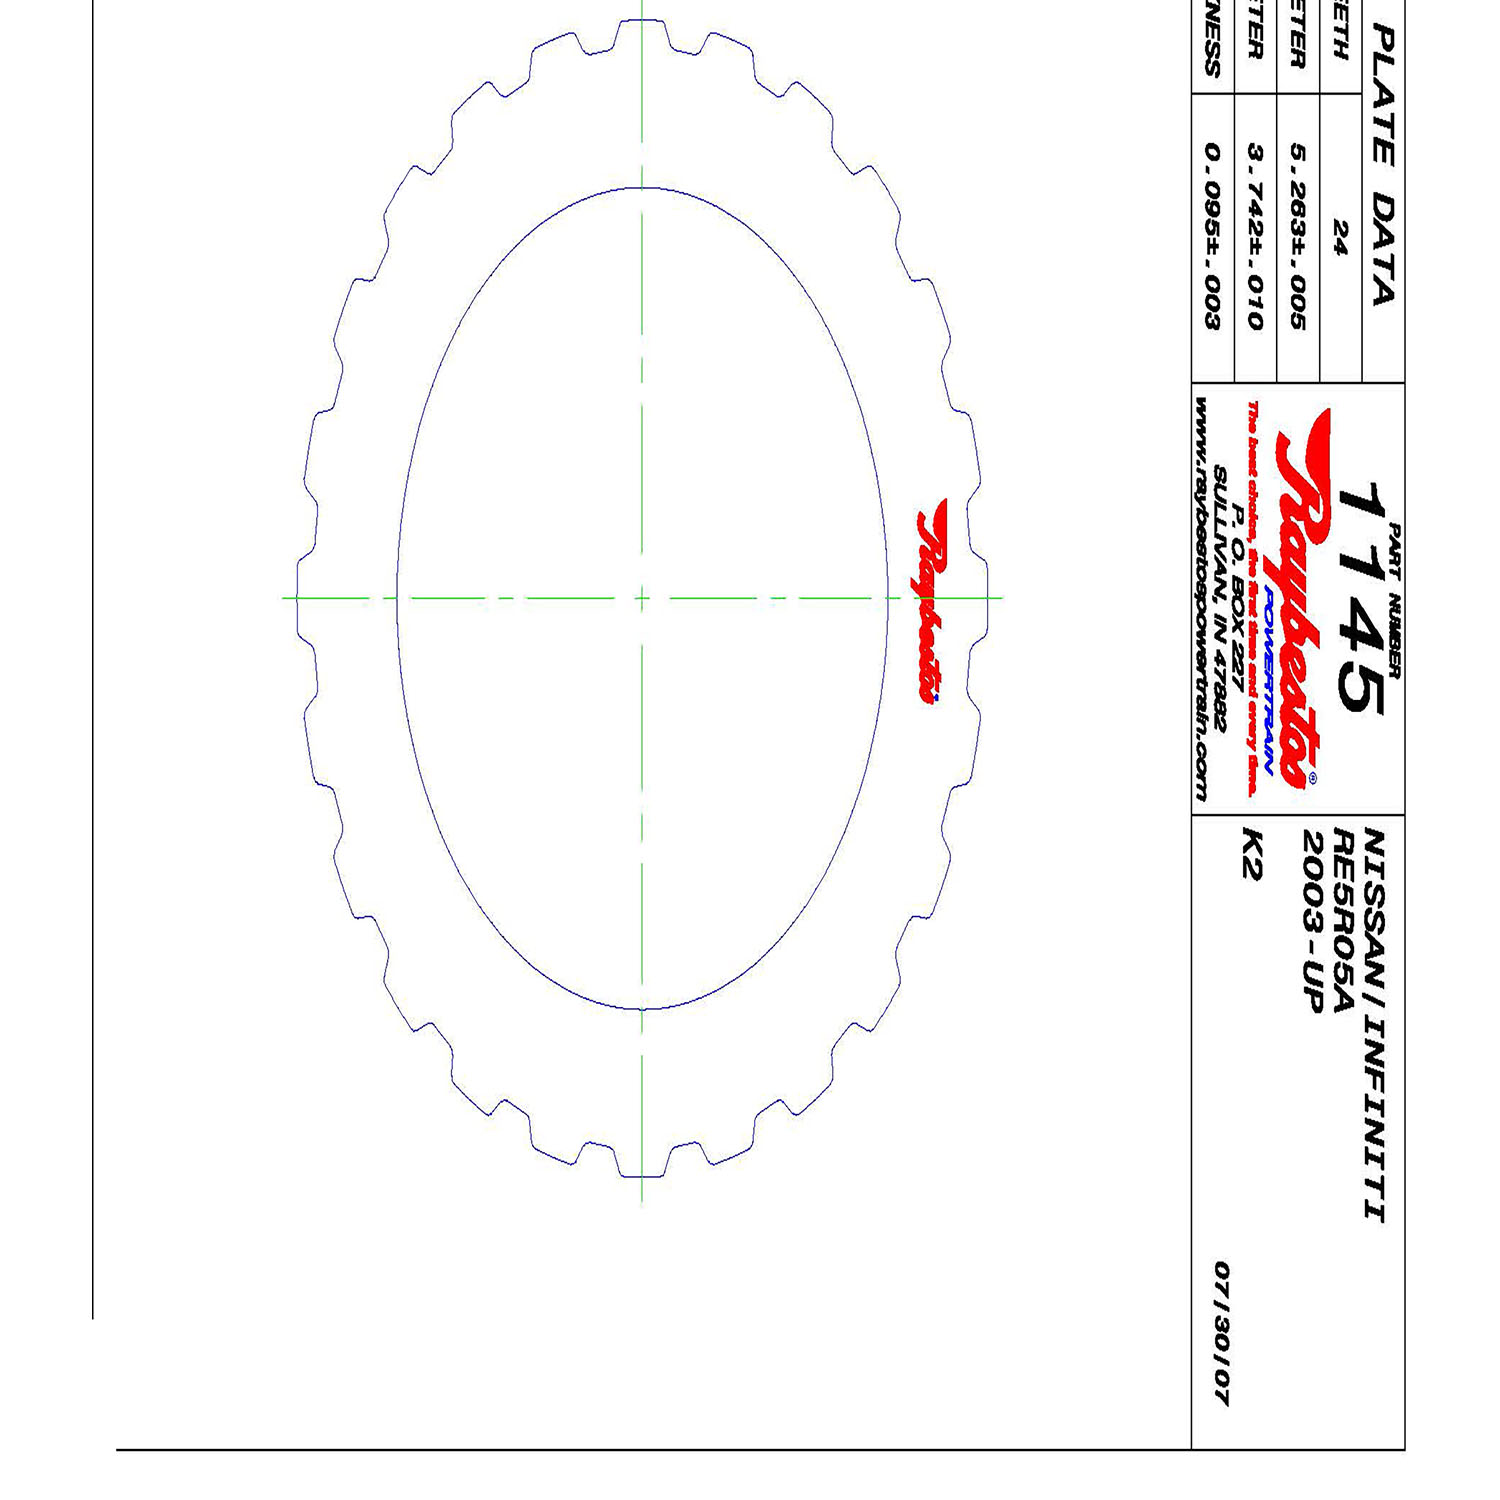 PLATE DATA
EETH 24
ETER 5.263±.005
ETER 3.742±.010
NESS 0.095±.003
PART NUMBER
1145
Raybestos®
POWERTRAIN
The best choice, the first time and every time.
P. O. BOX 227
SULLIVAN, IN 47882
www.raybestospowertrain.com
NISSAN/INFINITI
RE5R05A
2003-UP
K2
07/30/07
Raybestos